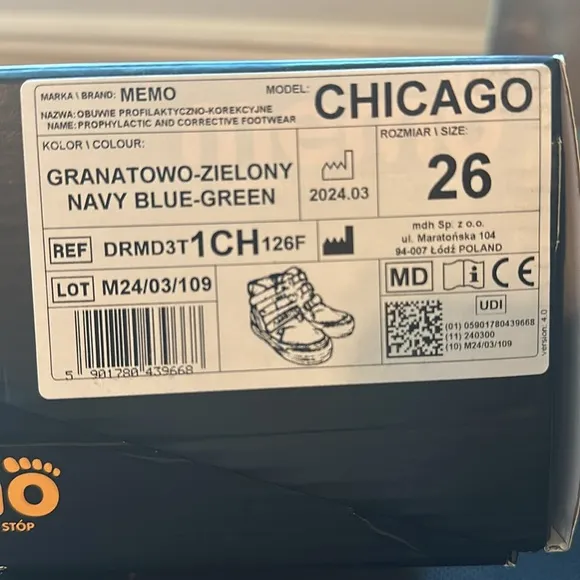 MARKA \ BRAND: MEMO
MODEL: CHICAGO
NAZWA: OBUWIE PROFILAKTYCZNO-KOREKCYJNE
NAME: PROPHYLACTIC AND CORRECTIVE FOOTWEAR
KOLOR \ COLOUR:
GRANATOWO-ZIELONY
NAVY BLUE-GREEN
2024.03
ROZMIAR \ SIZE:
26
REF DRMD3T1CH126F
mdh Sp. z o.o.
ul. Maratońska 104
94-007 Łódź POLAND
LOT M24/03/109
MD i CE
UDI
(01) 05901780439668
(11) 240300
(10) M24/03/109
version: 4.0
5 901780 439668
STÓP